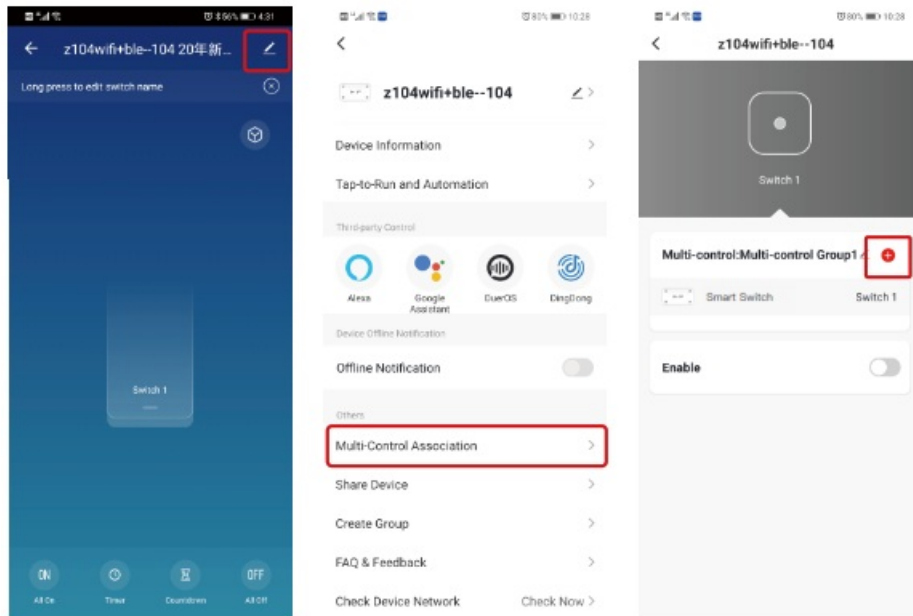 4:31
z104wifi+ble--104 20年新...
Long press to edit switch name
Switch 1
ON
OFF
All On
Timer
Countdown
All Off
80%
10:28
z104wifi+ble--104
Device Information
Tap-to-Run and Automation
Third-party Control
Alexa
Google
Assistant
DuerOS
DingDong
Device Offline Notification
Offline Notification
Others
Multi-Control Association
Share Device
Create Group
FAQ & Feedback
Check Device Network
Check Now
80%
10:28
z104wifi+ble--104
Switch 1
Multi-control:Multi-control Group1
Smart Switch
Switch 1
Enable